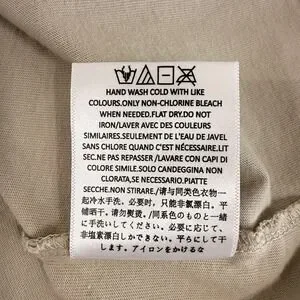 HAND WASH COLD WITH LIKE
COLOURS.ONLY NON-CHLORINE BLEACH
WHEN NEEDED.FLAT DRY.DO NOT
IRON/LAVER AVEC DES COULEURS
SIMILAIRES.SEULEMENT DE L'EAU DE JAVEL
SANS CHLORE QUAND C'EST NÉCESSAIRE.LIT
SEC.NE PAS REPASSER/LAVARE CON CAPI DI
COLORE SIMILE.SOLO CANDEGGINA NON
CLORATA,SE NECESSARIO.PIATTE
SECCHE.NON STIRARE/请与同类色衣物一
起冷水手洗。必要时，只能非氯漂白。平
铺晒干。请勿熨烫。/同系色のものと一緒
に手洗いしてください。必要に応じて、非
塩素漂白しかできない。平らにして干
します。アイロンをかけるな